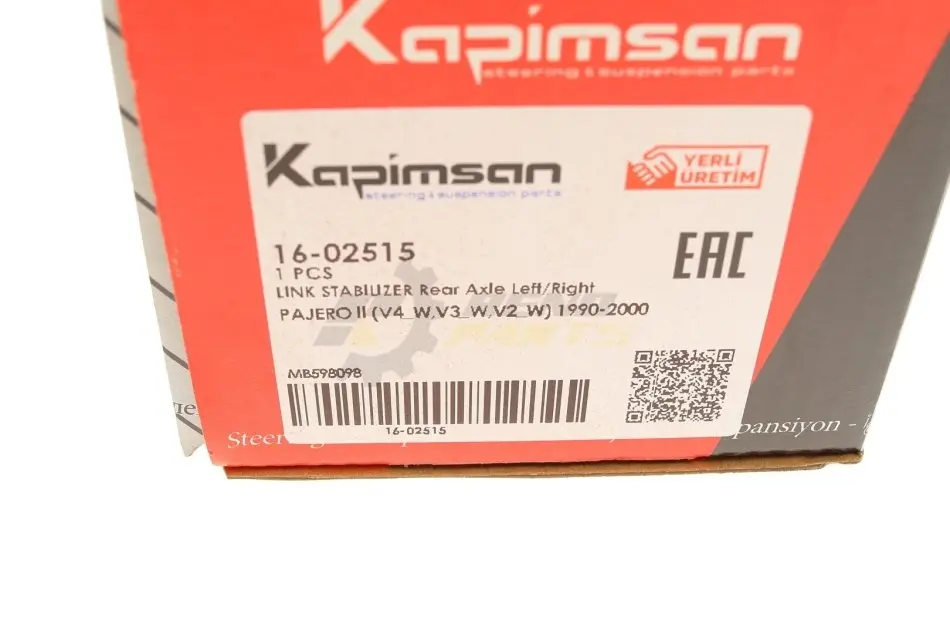 Kapimsan
steering & suspension parts
Kapimsan
steering & suspension parts
YERLİ
ÜRETİM
16-02515
1 PCS
EAC
LINK STABILIZER Rear Axle Left/Right
PAJERO II (V4_W,V3_W,V2_W) 1990-2000
PARTS
MB598098
16-02515
pansiyon -